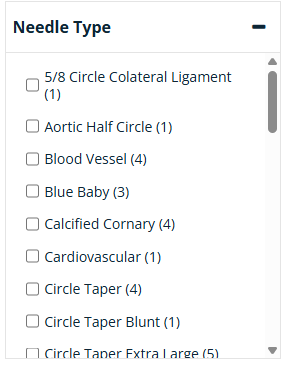 Needle Type
5/8 Circle Colateral Ligament
(1)
Aortic Half Circle (1)
Blood Vessel (4)
Blue Baby (3)
Calcified Cornary (4)
Cardiovascular (1)
Circle Taper (4)
Circle Taper Blunt (1)
Circle Taper Extra Large (5)